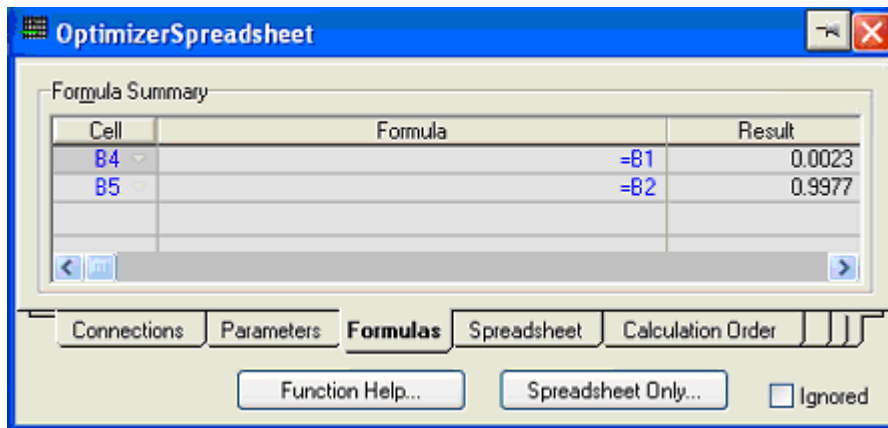 OptimizerSpreadsheet
Formula Summary
Cell Formula Result
B4 =B1 0.0023
B5 =B2 0.9977
Connections Parameters Formulas Spreadsheet Calculation Order
Function Help... Spreadsheet Only... Ignored